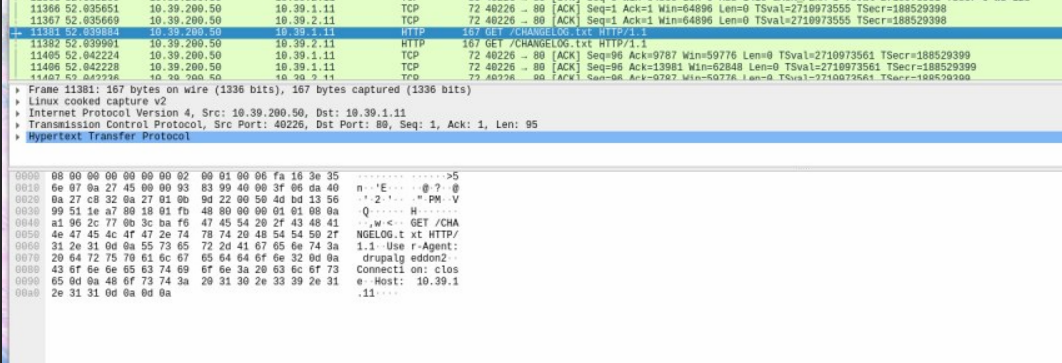 11366 52.035651 10.39.200.50 10.39.1.11 TCP 72 40226 → 80 [ACK] Seq=1 Ack=1 Win=64896 Len=0 TSval=2710973555 TSecr=188529398
11367 52.035669 10.39.200.50 10.39.2.11 TCP 72 40226 → 80 [ACK] Seq=1 Ack=1 Win=64896 Len=0 TSval=2710973555 TSecr=188529398
11381 52.039884 10.39.200.50 10.39.1.11 HTTP 167 GET /CHANGELOG.txt HTTP/1.1
11382 52.039901 10.39.200.50 10.39.2.11 HTTP 167 GET /CHANGELOG.txt HTTP/1.1
11405 52.042224 10.39.200.50 10.39.1.11 TCP 72 40226 → 80 [ACK] Seq=96 Ack=9787 Win=59776 Len=0 TSval=2710973561 TSecr=188529399
11406 52.042228 10.39.200.50 10.39.1.11 TCP 72 40226 → 80 [ACK] Seq=96 Ack=13981 Win=62848 Len=0 TSval=2710973561 TSecr=188529399
11407 52.042236 10.39.200.50 10.39.2.11 TCP 72 40226 → 80 [ACK] Seq=96 Ack=9787 Win=59776 Len=0 TSval=2710973561 TSecr=188529399
Frame 11381: 167 bytes on wire (1336 bits), 167 bytes captured (1336 bits)
Linux cooked capture v2
Internet Protocol Version 4, Src: 10.39.200.50, Dst: 10.39.1.11
Transmission Control Protocol, Src Port: 40226, Dst Port: 80, Seq: 1, Ack: 1, Len: 95
Hypertext Transfer Protocol
0000 08 00 00 00 00 00 00 02 00 01 00 06 fa 16 3e 35 ········ ······>5
0010 6e 07 0a 27 45 00 00 93 83 99 40 00 3f 06 da 40 n··'E··· ··@·?··@
0020 0a 27 c8 32 0a 27 01 0b 9d 22 00 50 4d bd 13 56 ·'·2·'·· ·"·PM··V
0030 99 51 1e a7 80 18 01 fb 48 80 00 00 01 01 08 0a ·Q······ H·······
0040 a1 96 2c 77 0b 3c ba f6 47 45 54 20 2f 43 48 41 ··,w·<·· GET /CHA
0050 4e 47 45 4c 4f 47 2e 74 78 74 20 48 54 54 50 2f NGELOG.t xt HTTP/
0060 31 2e 31 0d 0a 55 73 65 72 2d 41 67 65 6e 74 3a 1.1··Use r-Agent:
0070 20 64 72 75 70 61 6c 67 65 64 64 6f 6e 32 0d 0a drupalg eddon2··
0080 43 6f 6e 6e 65 63 74 69 6f 6e 3a 20 63 6c 6f 73 Connecti on: clos
0090 65 0d 0a 48 6f 73 74 3a 20 31 30 2e 33 39 2e 31 e··Host: 10.39.1
00a0 2e 31 31 0d 0a 0d 0a .11····